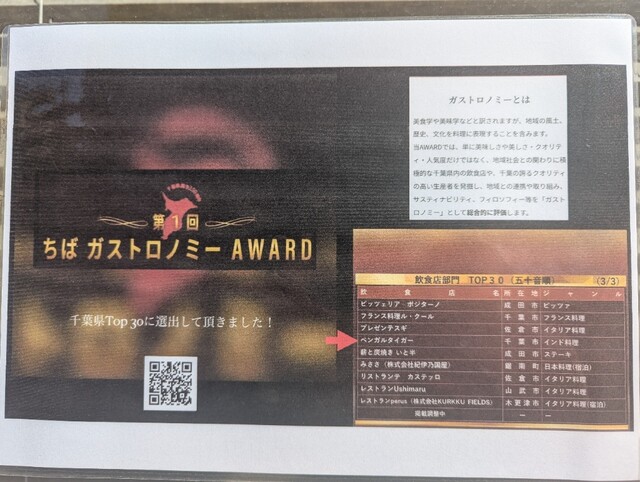 第1回
ちば ガストロノミー AWARD
千葉県Top 30に選出して頂きました!
ガストロノミーとは
美食学や美味学などと訳されますが、地域の風土、
歴史、文化を料理に表現することを含みます。
当AWARDでは、単に美味しさや美しさ・クオリテ
ィ・人気度だけではなく、地域社会との関わりに積
極的な千葉県内の飲食店や、千葉の誇るクオリティ
の高い生産者を発掘し、地域との連携や取り組み、
サスティナビリティ、フィロソフィー等を「ガスト
ロノミー」として総合的に評価します。
飲食店部門 TOP30(五十音順) (3/3)
飲食店名 所在地 ジャンル
ピッツェリア ポジターノ 成田市 ピッツァ
フランス料理ル・クール 千葉市 フランス料理
プレゼンテスギ 佐倉市 イタリア料理
ベンガルタイガー 千葉市 インド料理
薪と炭焼き いと半 成田市 ステーキ
みささ(株式会社紀伊乃国屋) 鋸南町 日本料理(宿泊)
リストランテ カステッロ 佐倉市 イタリア料理
レストランUshimaru 山武市 イタリア料理
レストランperus(株式会社KURKKU FIELDS) 木更津市 イタリア料理(宿泊)
掲載調整中 ー ー